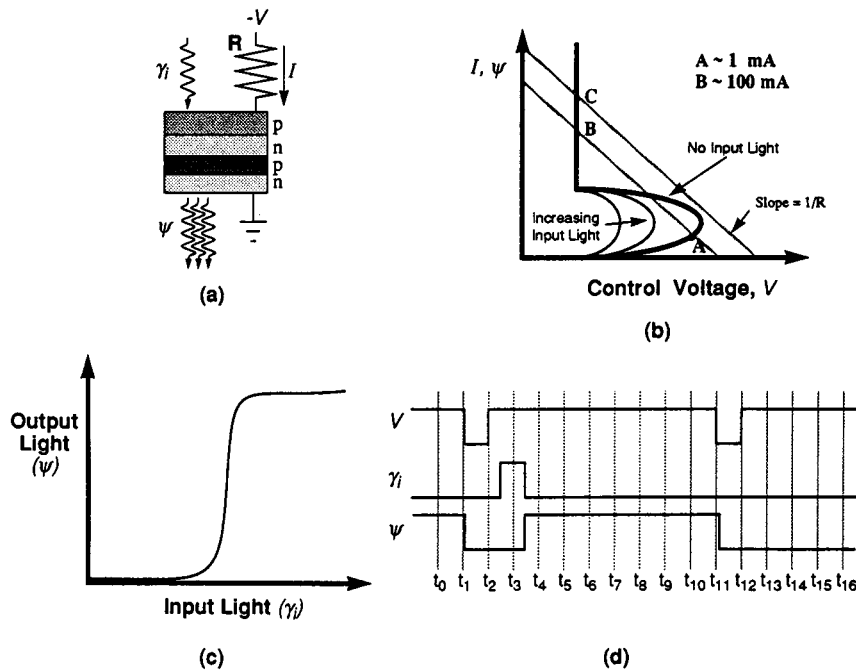 -V
R
γi
I
p
n
p
n
ψ
(a)
I, ψ
A ~ 1 mA
B ~ 100 mA
C
B
No Input Light
Increasing
Input Light
Slope = 1/R
A
Control Voltage, V
(b)
Output
Light
(ψ)
Input Light (γi)
(c)
V
γi
ψ
t0 t1 t2 t3 t4 t5 t6 t7 t8 t9 t10 t11 t12 t13 t14 t15 t16
(d)